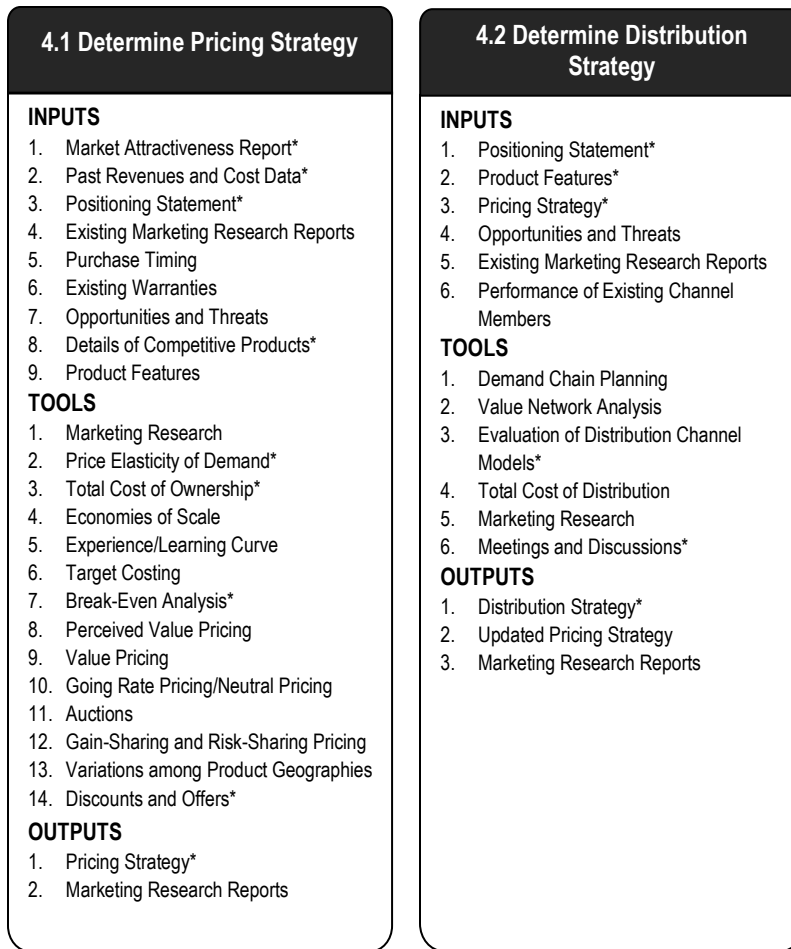 4.1 Determine Pricing Strategy
INPUTS
1. Market Attractiveness Report*
2. Past Revenues and Cost Data*
3. Positioning Statement*
4. Existing Marketing Research Reports
5. Purchase Timing
6. Existing Warranties
7. Opportunities and Threats
8. Details of Competitive Products*
9. Product Features
TOOLS
1. Marketing Research
2. Price Elasticity of Demand*
3. Total Cost of Ownership*
4. Economies of Scale
5. Experience/Learning Curve
6. Target Costing
7. Break-Even Analysis*
8. Perceived Value Pricing
9. Value Pricing
10. Going Rate Pricing/Neutral Pricing
11. Auctions
12. Gain-Sharing and Risk-Sharing Pricing
13. Variations among Product Geographies
14. Discounts and Offers*
OUTPUTS
1. Pricing Strategy*
2. Marketing Research Reports
4.2 Determine Distribution
Strategy
INPUTS
1. Positioning Statement*
2. Product Features*
3. Pricing Strategy*
4. Opportunities and Threats
5. Existing Marketing Research Reports
6. Performance of Existing Channel
Members
TOOLS
1. Demand Chain Planning
2. Value Network Analysis
3. Evaluation of Distribution Channel
Models*
4. Total Cost of Distribution
5. Marketing Research
6. Meetings and Discussions*
OUTPUTS
1. Distribution Strategy*
2. Updated Pricing Strategy
3. Marketing Research Reports